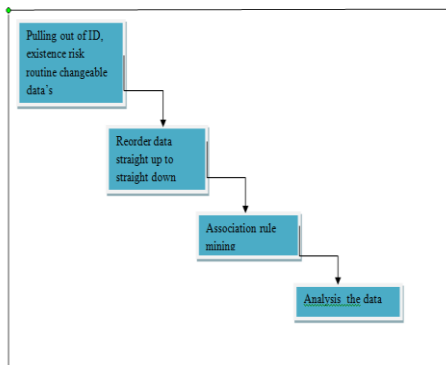 Pulling out of ID,
existence risk
routine changeable
data's
Reorder data
straight up to
straight down
Association rule
mining
Analysis the data